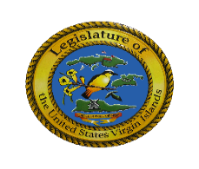 Legislature of
the United States Virgin Islands